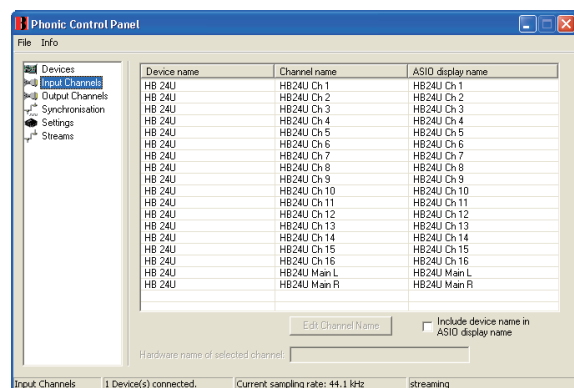 Phonic Control Panel
File Info
Devices
Input Channels
Output Channels
Synchronisation
Settings
Streams
Device name Channel name ASIO display name
HB 24U HB24U Ch 1 HB24U Ch 1
HB 24U HB24U Ch 2 HB24U Ch 2
HB 24U HB24U Ch 3 HB24U Ch 3
HB 24U HB24U Ch 4 HB24U Ch 4
HB 24U HB24U Ch 5 HB24U Ch 5
HB 24U HB24U Ch 6 HB24U Ch 6
HB 24U HB24U Ch 7 HB24U Ch 7
HB 24U HB24U Ch 8 HB24U Ch 8
HB 24U HB24U Ch 9 HB24U Ch 9
HB 24U HB24U Ch 10 HB24U Ch 10
HB 24U HB24U Ch 11 HB24U Ch 11
HB 24U HB24U Ch 12 HB24U Ch 12
HB 24U HB24U Ch 13 HB24U Ch 13
HB 24U HB24U Ch 14 HB24U Ch 14
HB 24U HB24U Ch 15 HB24U Ch 15
HB 24U HB24U Ch 16 HB24U Ch 16
HB 24U HB24U Main L HB24U Main L
HB 24U HB24U Main R HB24U Main R
Edit Channel Name
Include device name in
ASIO display name
Hardware name of selected channel:
Input Channels 1 Device(s) connected. Current sampling rate: 44.1 kHz streaming